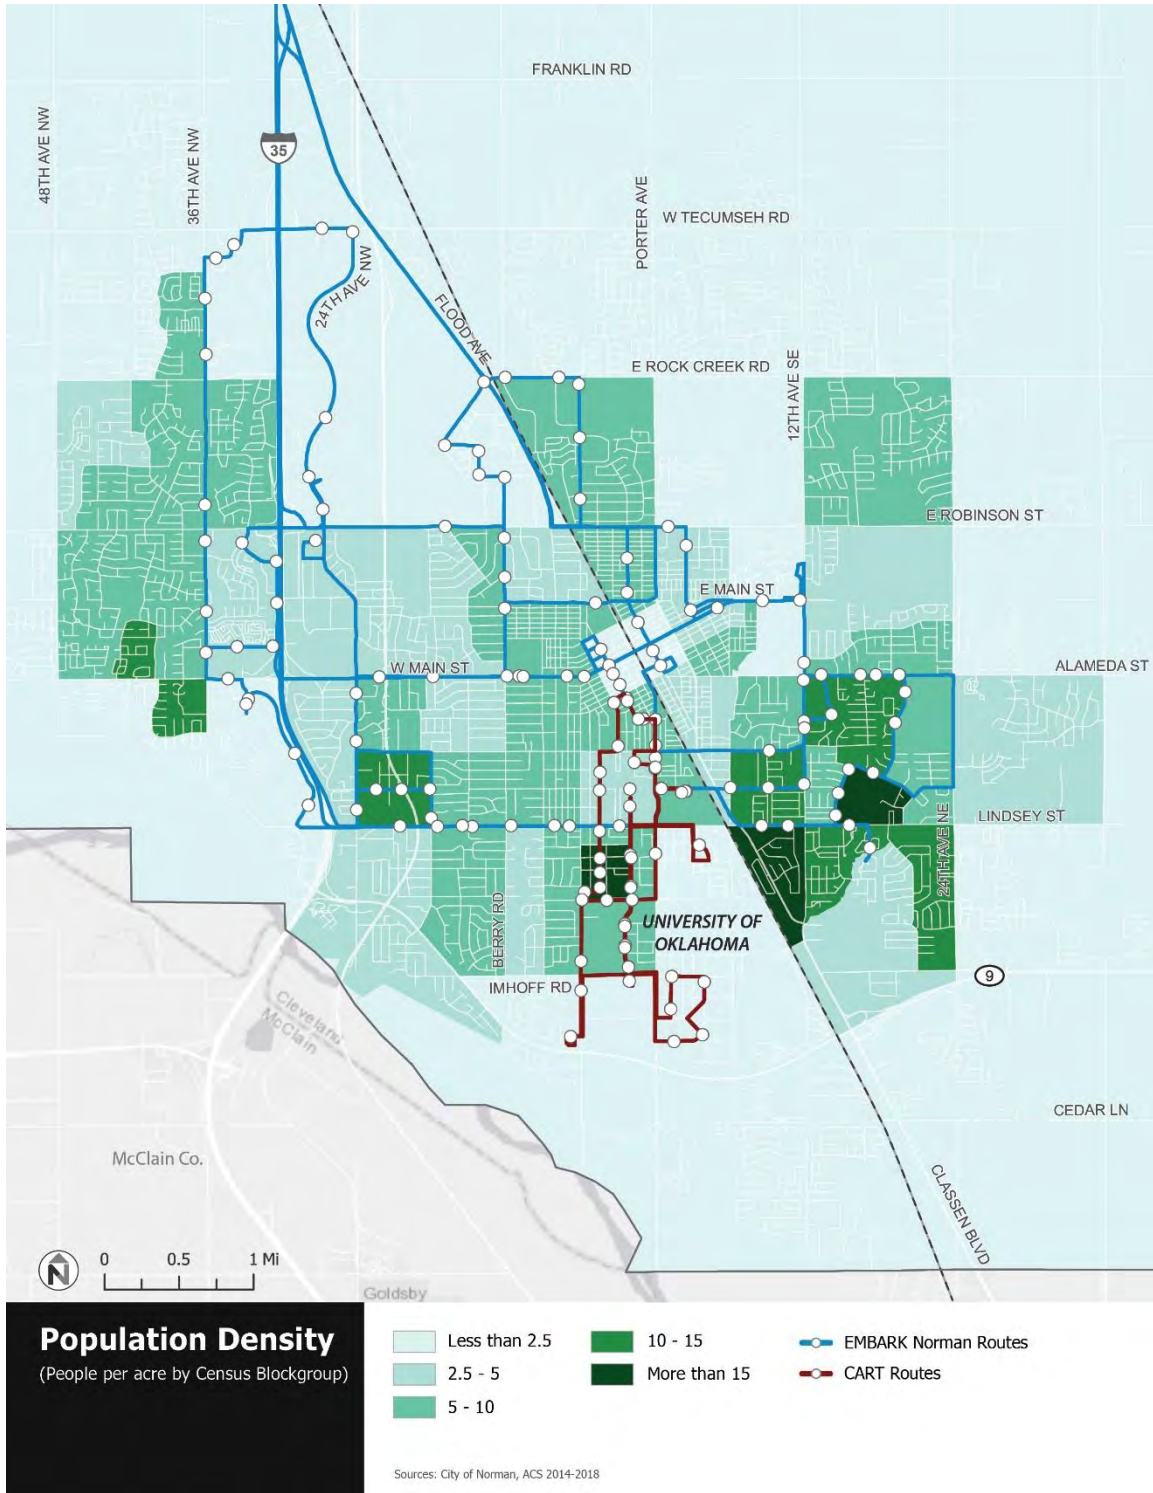 FRANKLIN RD
48TH AVE NW
36TH AVE NW
35
PORTER AVE
W TECUMSEH RD
24TH AVE NW
FLOOD AVE
E ROCK CREEK RD
12TH AVE SE
E ROBINSON ST
E MAIN ST
W MAIN ST
ALAMEDA ST
LINDSEY ST
24TH AVE NE
BERRY RD
UNIVERSITY OF
OKLAHOMA
IMHOFF RD
9
Cleveland
McClain
CEDAR LN
McClain Co.
CLASSEN BLVD
N
0 0.5 1 Mi
Goldsby
Population Density
(People per acre by Census Blockgroup)
Less than 2.5
2.5 - 5
5 - 10
10 - 15
More than 15
EMBARK Norman Routes
CART Routes
Sources: City of Norman, ACS 2014-2018